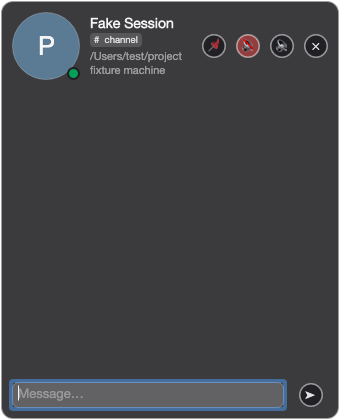 P
Fake Session
# channel
/Users/test/project
fixture machine
Message…